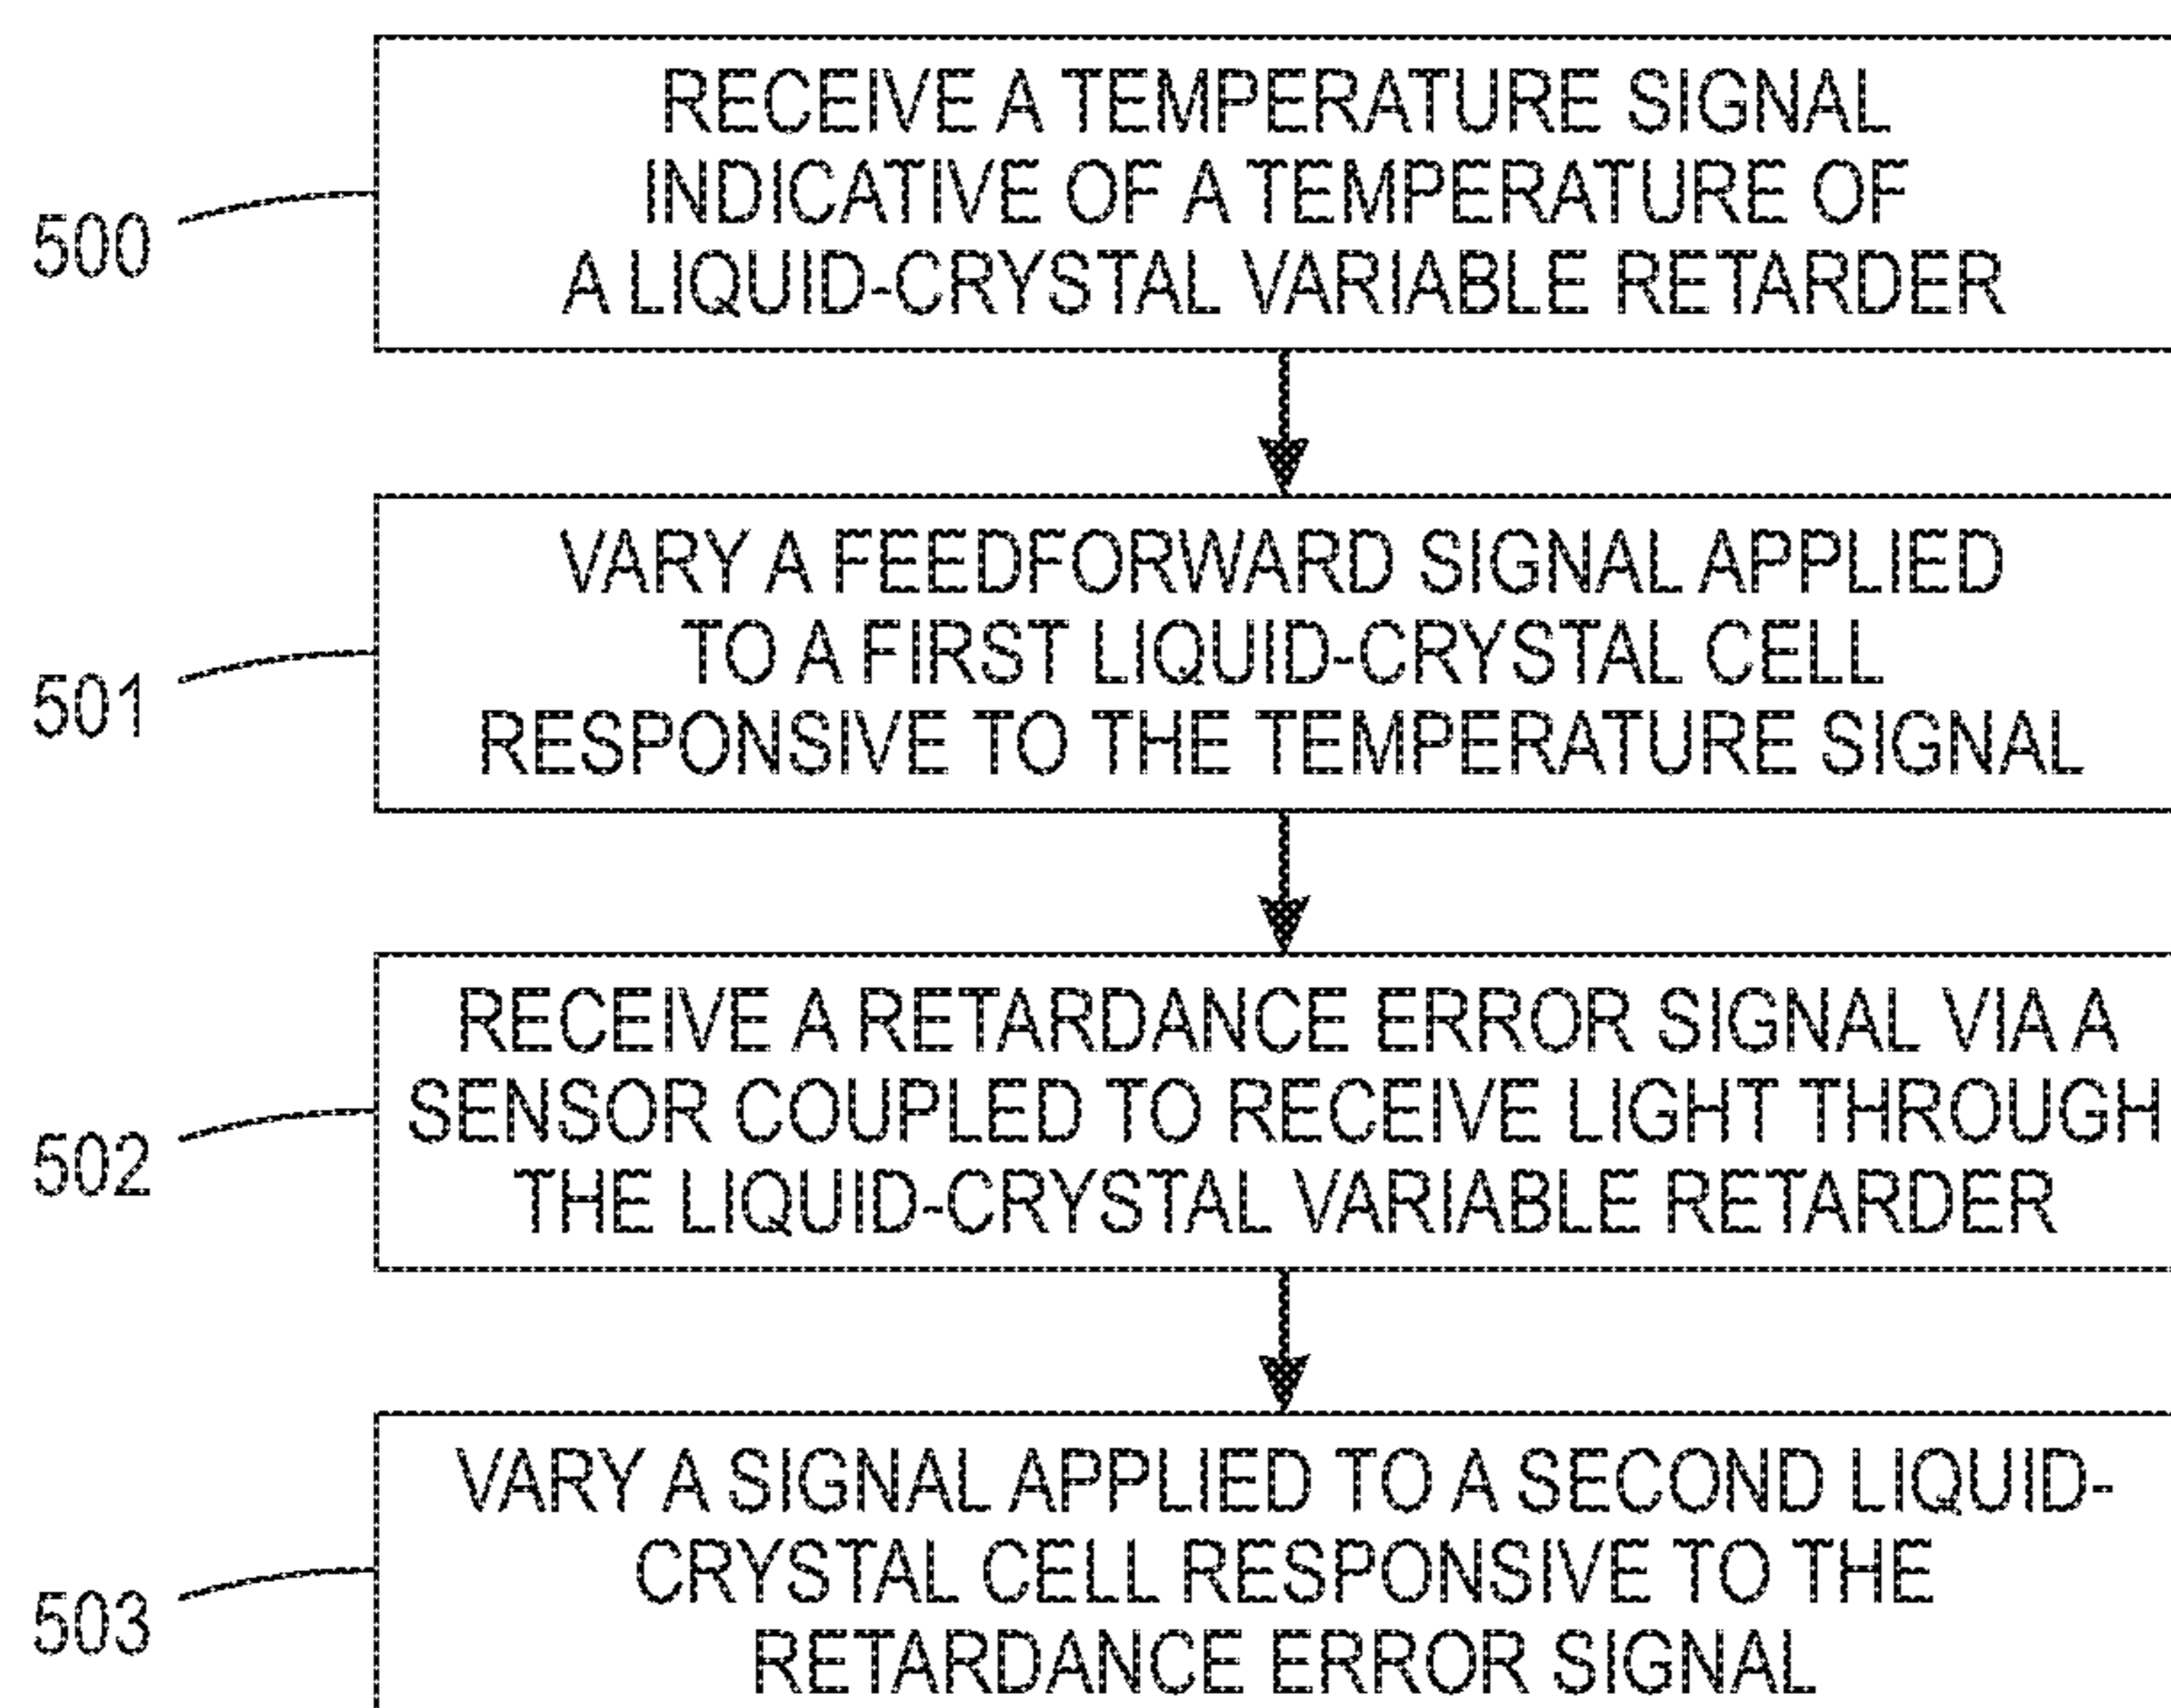 RECEIVE A TEMPERATURE SIGNAL
INDICATIVE OF A TEMPERATURE OF
A LIQUID-CRYSTAL VARIABLE RETARDER
500
VARY A FEEDFORWARD SIGNAL APPLIED
TO A FIRST LIQUID-CRYSTAL CELL
RESPONSIVE TO THE TEMPERATURE SIGNAL
501
RECEIVE A RETARDANCE ERROR SIGNAL VIA A
SENSOR COUPLED TO RECEIVE LIGHT THROUGH
THE LIQUID-CRYSTAL VARIABLE RETARDER
502
VARY A SIGNAL APPLIED TO A SECOND LIQUID-
CRYSTAL CELL RESPONSIVE TO THE
RETARDANCE ERROR SIGNAL
503